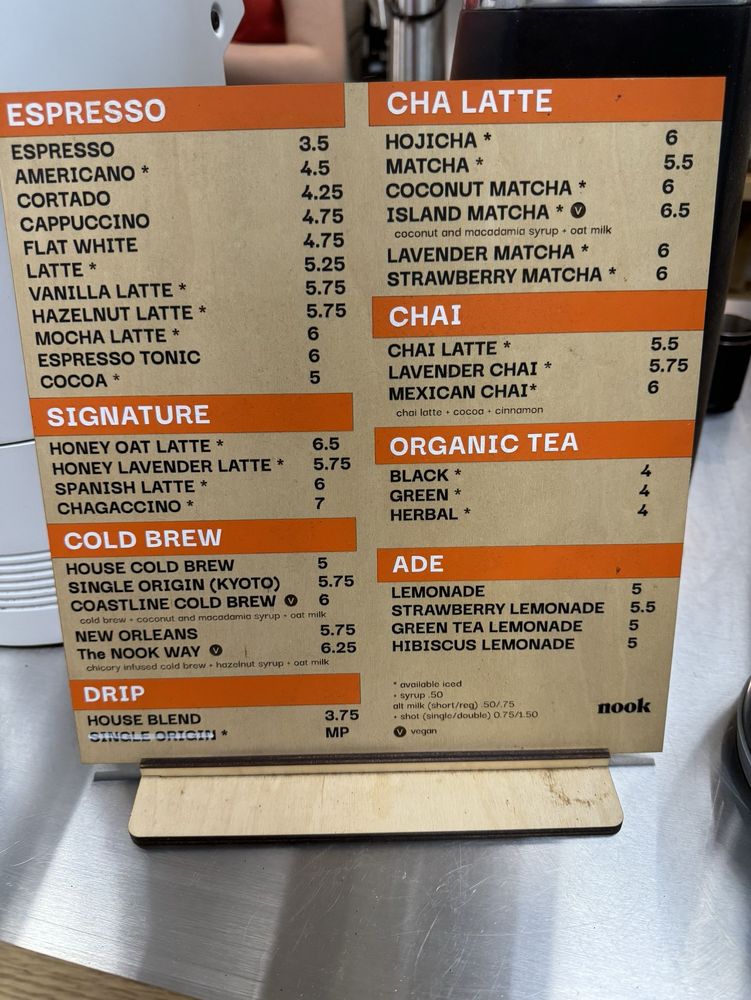 ESPRESSO
ESPRESSO 3.5
AMERICANO * 4.5
CORTADO 4.25
CAPPUCCINO 4.75
FLAT WHITE 4.75
LATTE * 5.25
VANILLA LATTE * 5.75
HAZELNUT LATTE * 5.75
MOCHA LATTE * 6
ESPRESSO TONIC 6
COCOA * 5
SIGNATURE
HONEY OAT LATTE * 6.5
HONEY LAVENDER LATTE * 5.75
SPANISH LATTE * 6
CHAGACCINO * 7
COLD BREW
HOUSE COLD BREW 5
SINGLE ORIGIN (KYOTO) 5.75
COASTLINE COLD BREW V 6
cold brew + coconut and macadamia syrup + oat milk
NEW ORLEANS 5.75
The NOOK WAY V 6.25
chicory infused cold brew + hazelnut syrup + oat milk
DRIP
HOUSE BLEND 3.75
SINGLE ORIGIN * MP
CHA LATTE
HOJICHA * 6
MATCHA * 5.5
COCONUT MATCHA * 6
ISLAND MATCHA * V 6.5
coconut and macadamia syrup + oat milk
LAVENDER MATCHA * 6
STRAWBERRY MATCHA * 6
CHAI
CHAI LATTE * 5.5
LAVENDER CHAI * 5.75
MEXICAN CHAI* 6
chai latte + cocoa + cinnamon
ORGANIC TEA
BLACK * 4
GREEN * 4
HERBAL * 4
ADE
LEMONADE 5
STRAWBERRY LEMONADE 5.5
GREEN TEA LEMONADE 5
HIBISCUS LEMONADE 5
* available iced
+ syrup .50
alt milk (short/reg) .50/.75
+ shot (single/double) 0.75/1.50
V vegan
nook